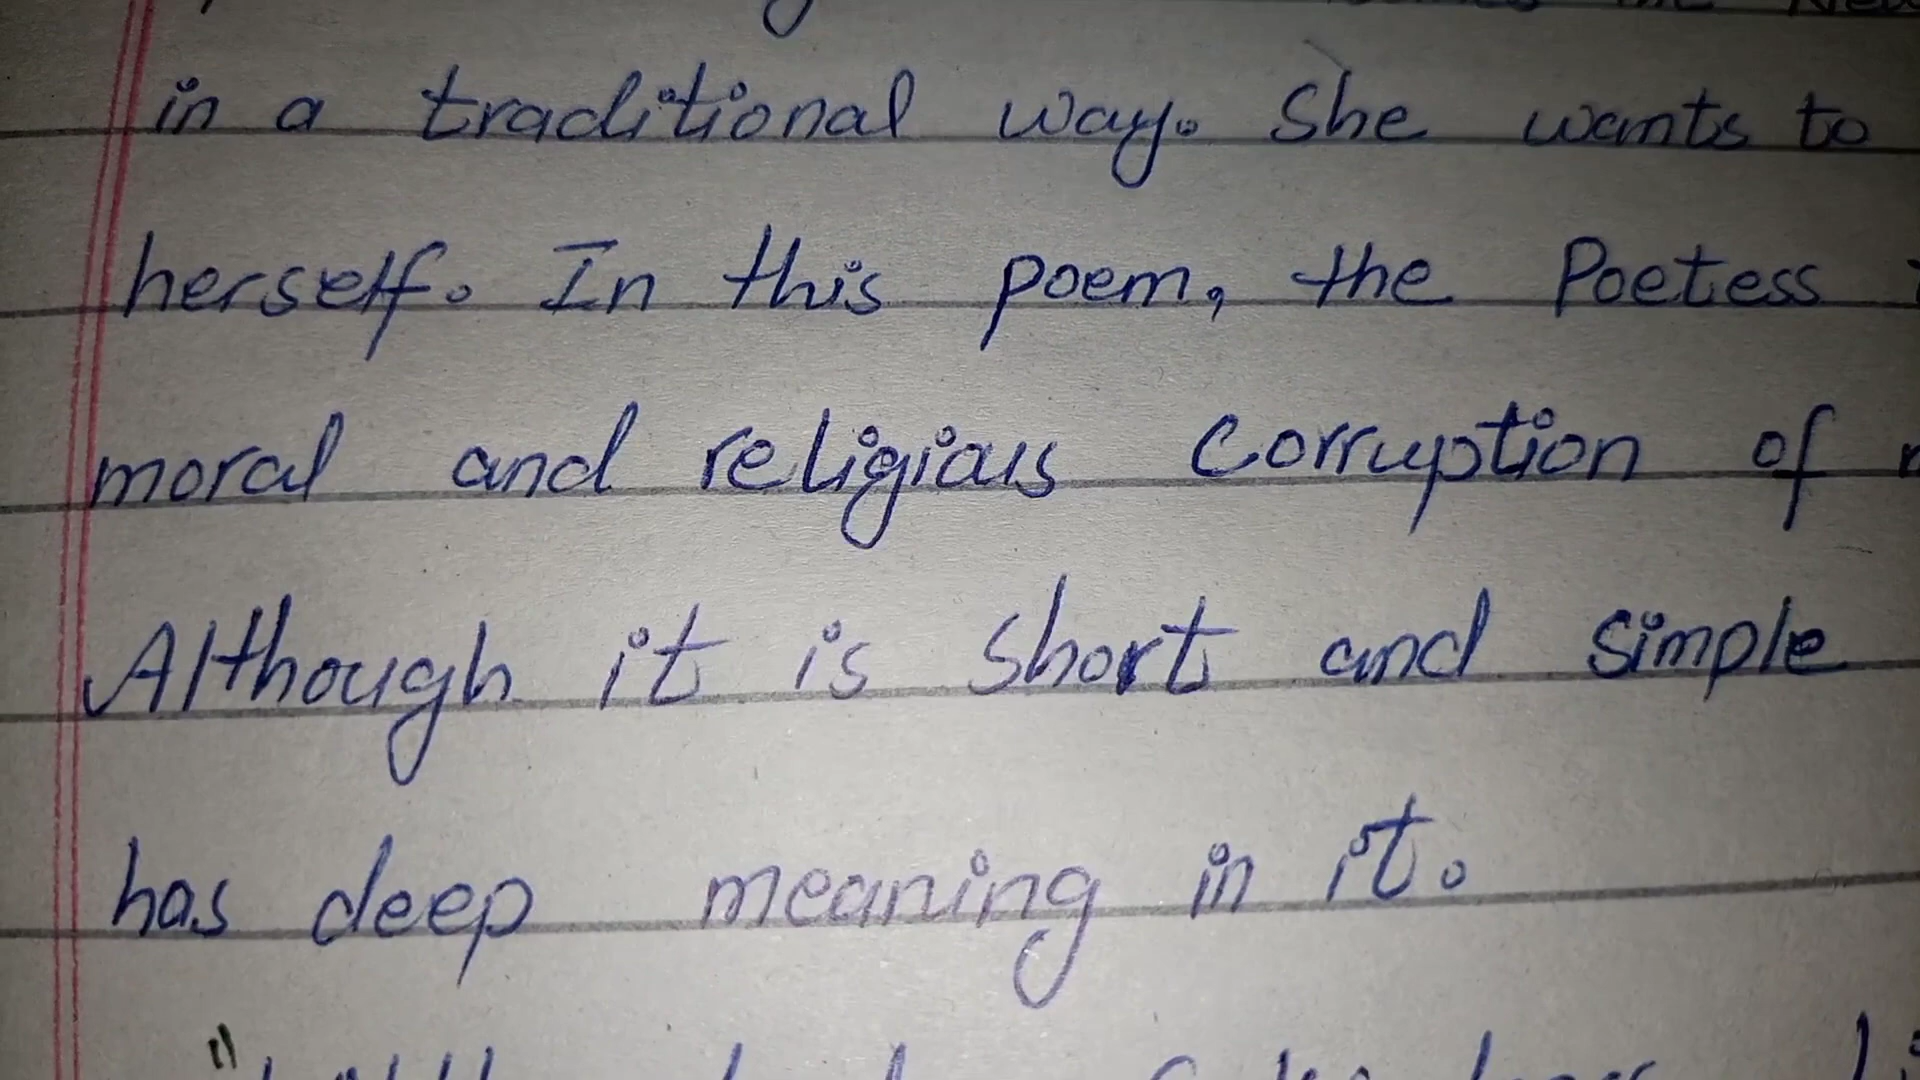 in a traditional way. She wants to
herself. In this poem, the Poetess
moral and religious corruption of
Although it is short and simple
has deep meaning in it.